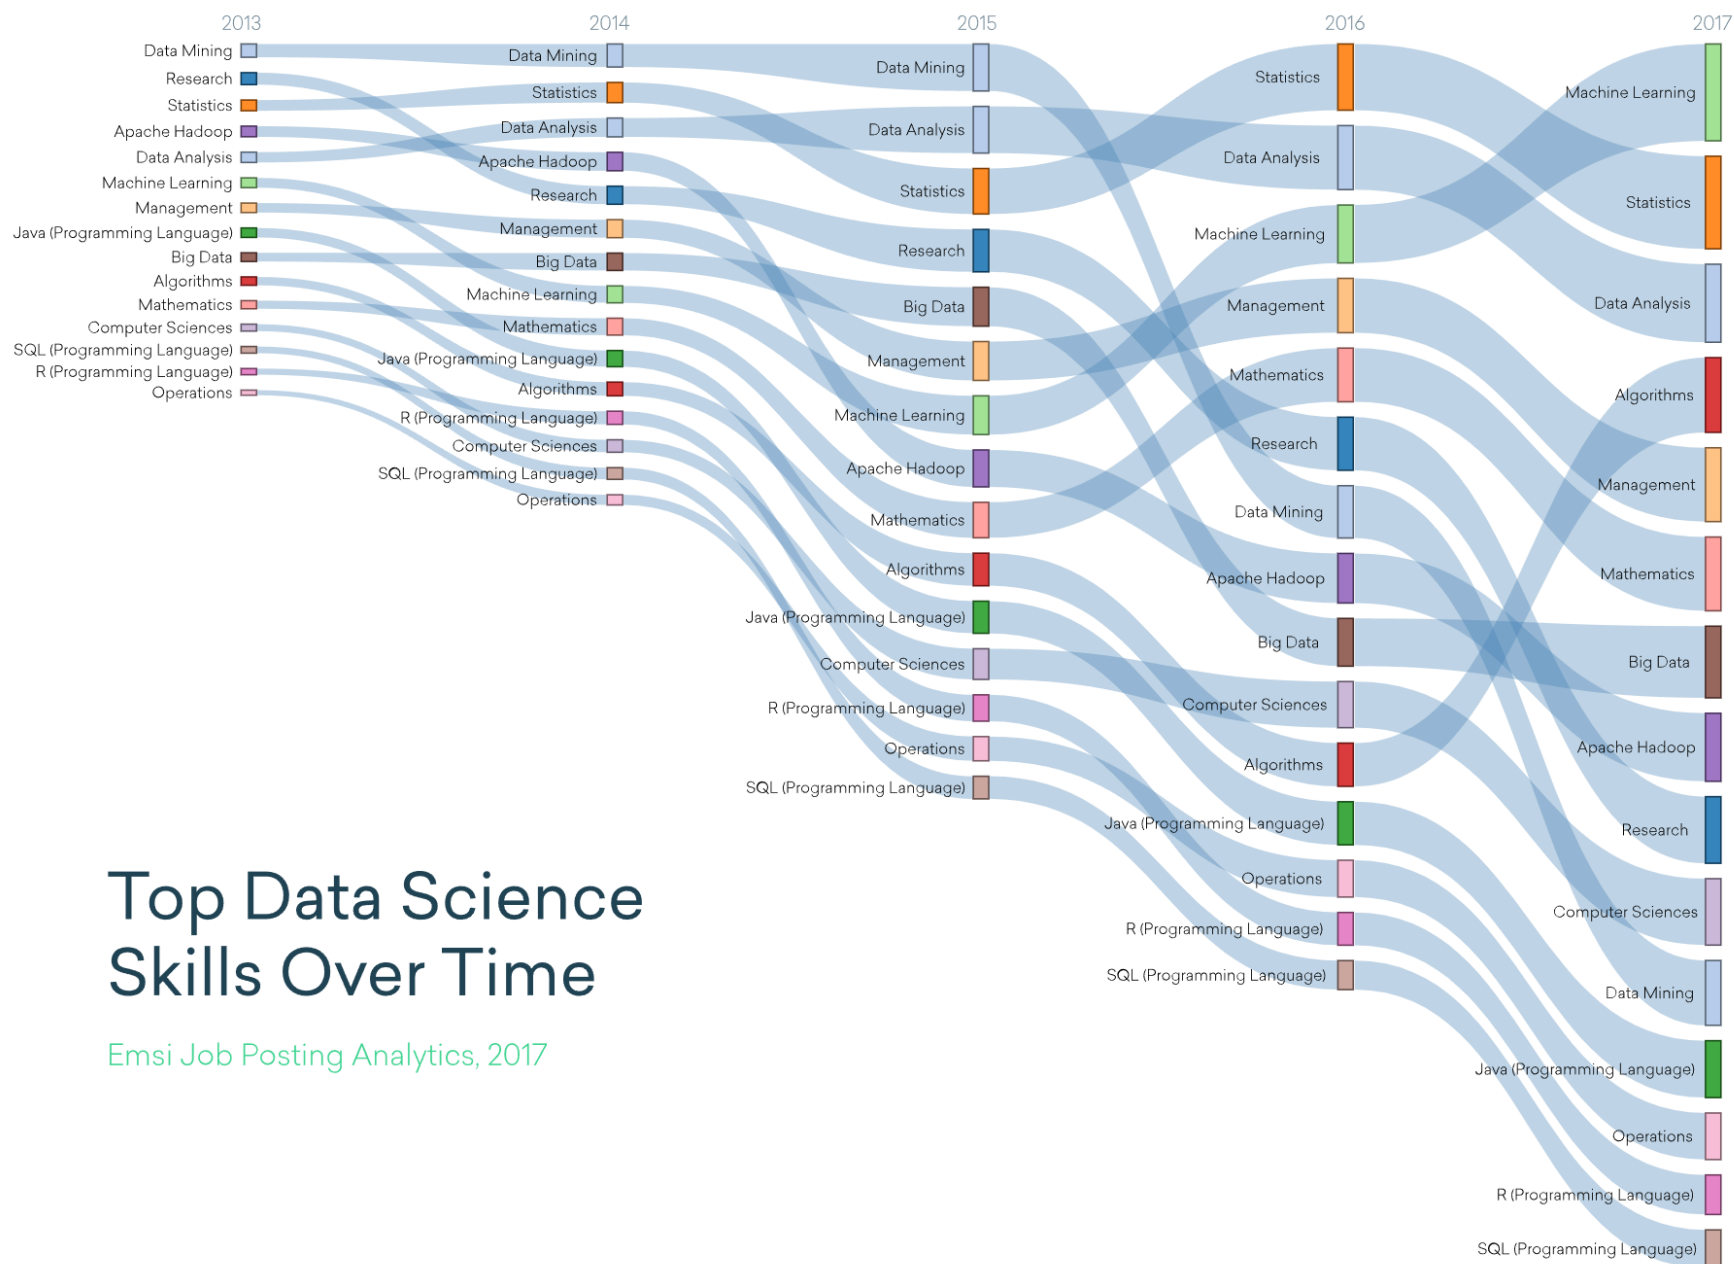 2013
2014
2015
2016
2017
Data Mining
Research
Statistics
Apache Hadoop
Data Analysis
Machine Learning
Management
Java (Programming Language)
Big Data
Algorithms
Mathematics
Computer Sciences
SQL (Programming Language)
R (Programming Language)
Operations
Data Mining
Statistics
Data Analysis
Apache Hadoop
Research
Management
Big Data
Machine Learning
Mathematics
Java (Programming Language)
Algorithms
R (Programming Language)
Computer Sciences
SQL (Programming Language)
Operations
Data Mining
Data Analysis
Statistics
Research
Big Data
Management
Machine Learning
Apache Hadoop
Mathematics
Algorithms
Java (Programming Language)
Computer Sciences
R (Programming Language)
Operations
SQL (Programming Language)
Statistics
Data Analysis
Machine Learning
Management
Mathematics
Research
Data Mining
Apache Hadoop
Big Data
Computer Sciences
Algorithms
Java (Programming Language)
Operations
R (Programming Language)
SQL (Programming Language)
Machine Learning
Statistics
Data Analysis
Algorithms
Management
Mathematics
Big Data
Apache Hadoop
Research
Computer Sciences
Data Mining
Java (Programming Language)
Operations
R (Programming Language)
SQL (Programming Language)
Top Data Science
Skills Over Time
Emsi Job Posting Analytics, 2017